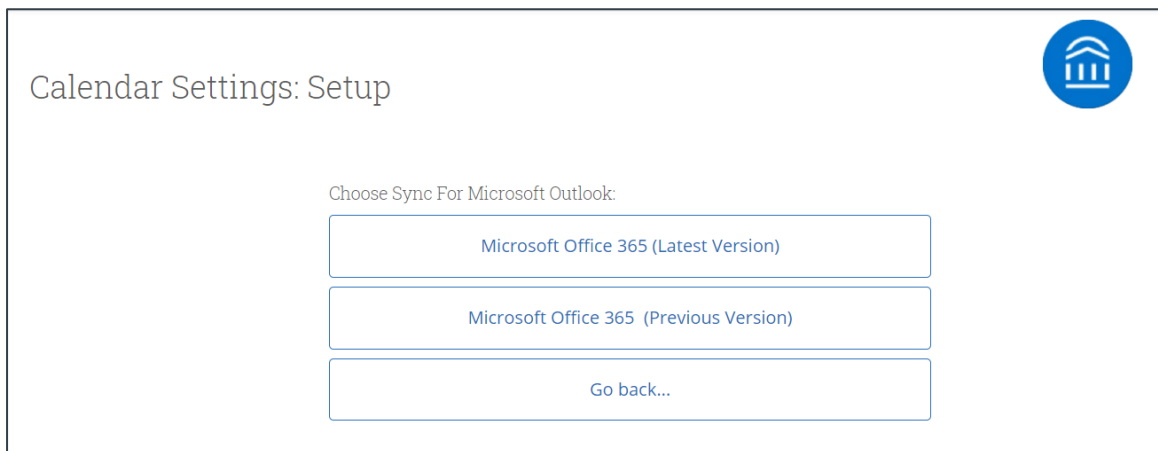 Calendar Settings: Setup
Choose Sync For Microsoft Outlook:
Microsoft Office 365 (Latest Version)
Microsoft Office 365  (Previous Version)
Go back...